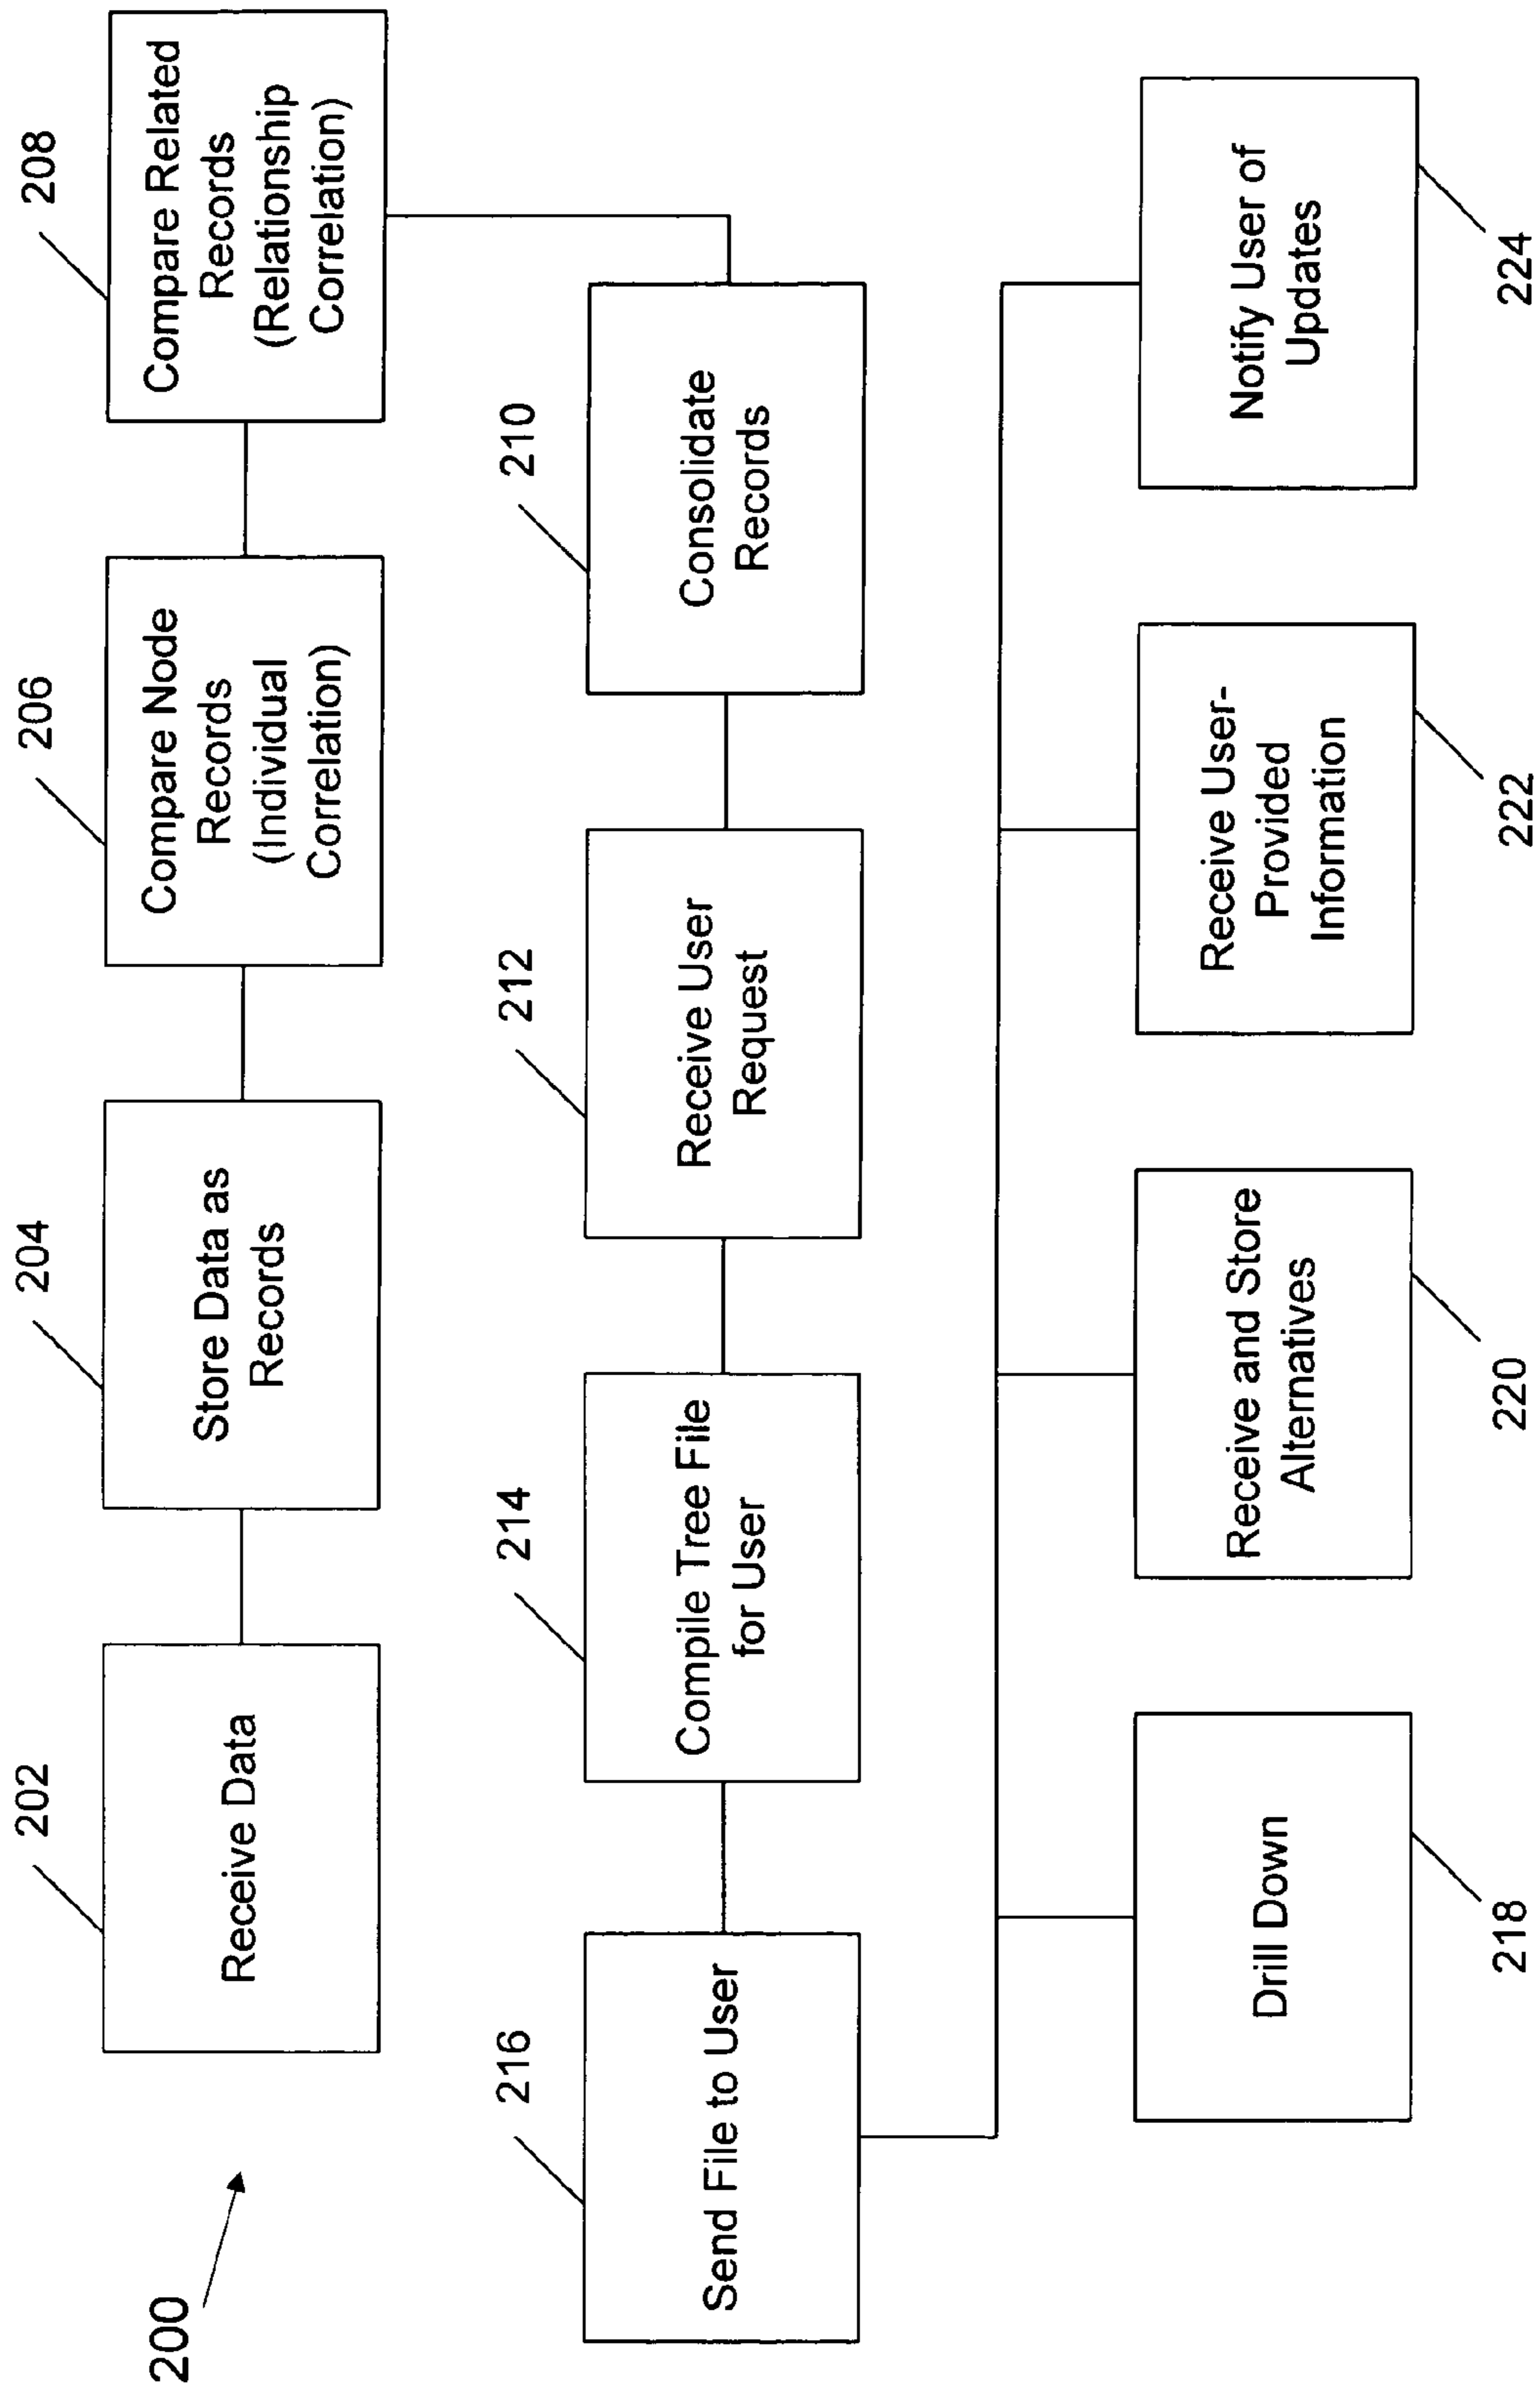 200
202
Receive Data
204
Store Data as
Records
206
Compare Node
Records
(Individual
Correlation)
208
Compare Related
Records
(Relationship
Correlation)
216
Send File to User
214
Compile Tree File
for User
212
Receive User
Request
210
Consolidate
Records
Drill Down
218
Receive and Store
Alternatives
220
Receive User-
Provided
Information
222
Notify User of
Updates
224